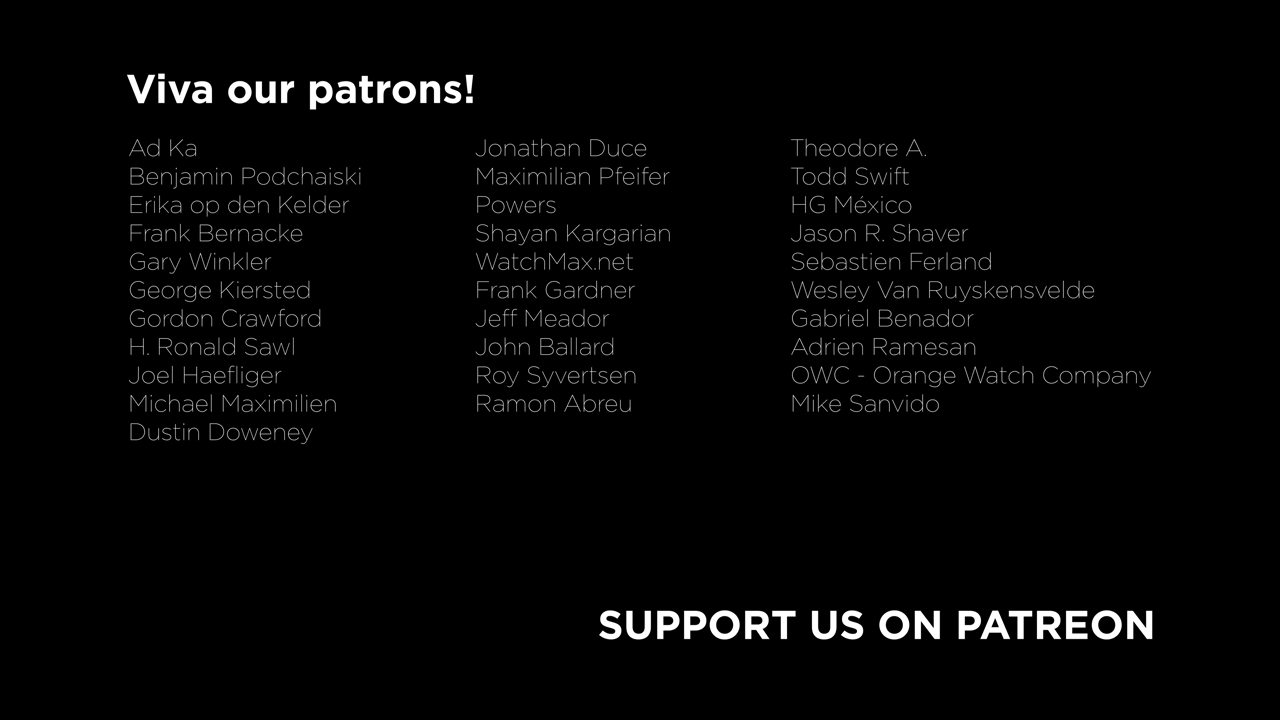 Viva our patrons!
Ad Ka
Benjamin Podchaiski
Erika op den Kelder
Frank Bernacke
Gary Winkler
George Kiersted
Gordon Crawford
H. Ronald Sawl
Joel Haefliger
Michael Maximilien
Dustin Doweney
Jonathan Duce
Maximilian Pfeifer
Powers
Shayan Kargarian
WatchMax.net
Frank Gardner
Jeff Meador
John Ballard
Roy Syvertsen
Ramon Abreu
Theodore A.
Todd Swift
HG México
Jason R. Shaver
Sebastien Ferland
Wesley Van Ruyskensvelde
Gabriel Benador
Adrien Ramesan
OWC - Orange Watch Company
Mike Sanvido
SUPPORT US ON PATREON